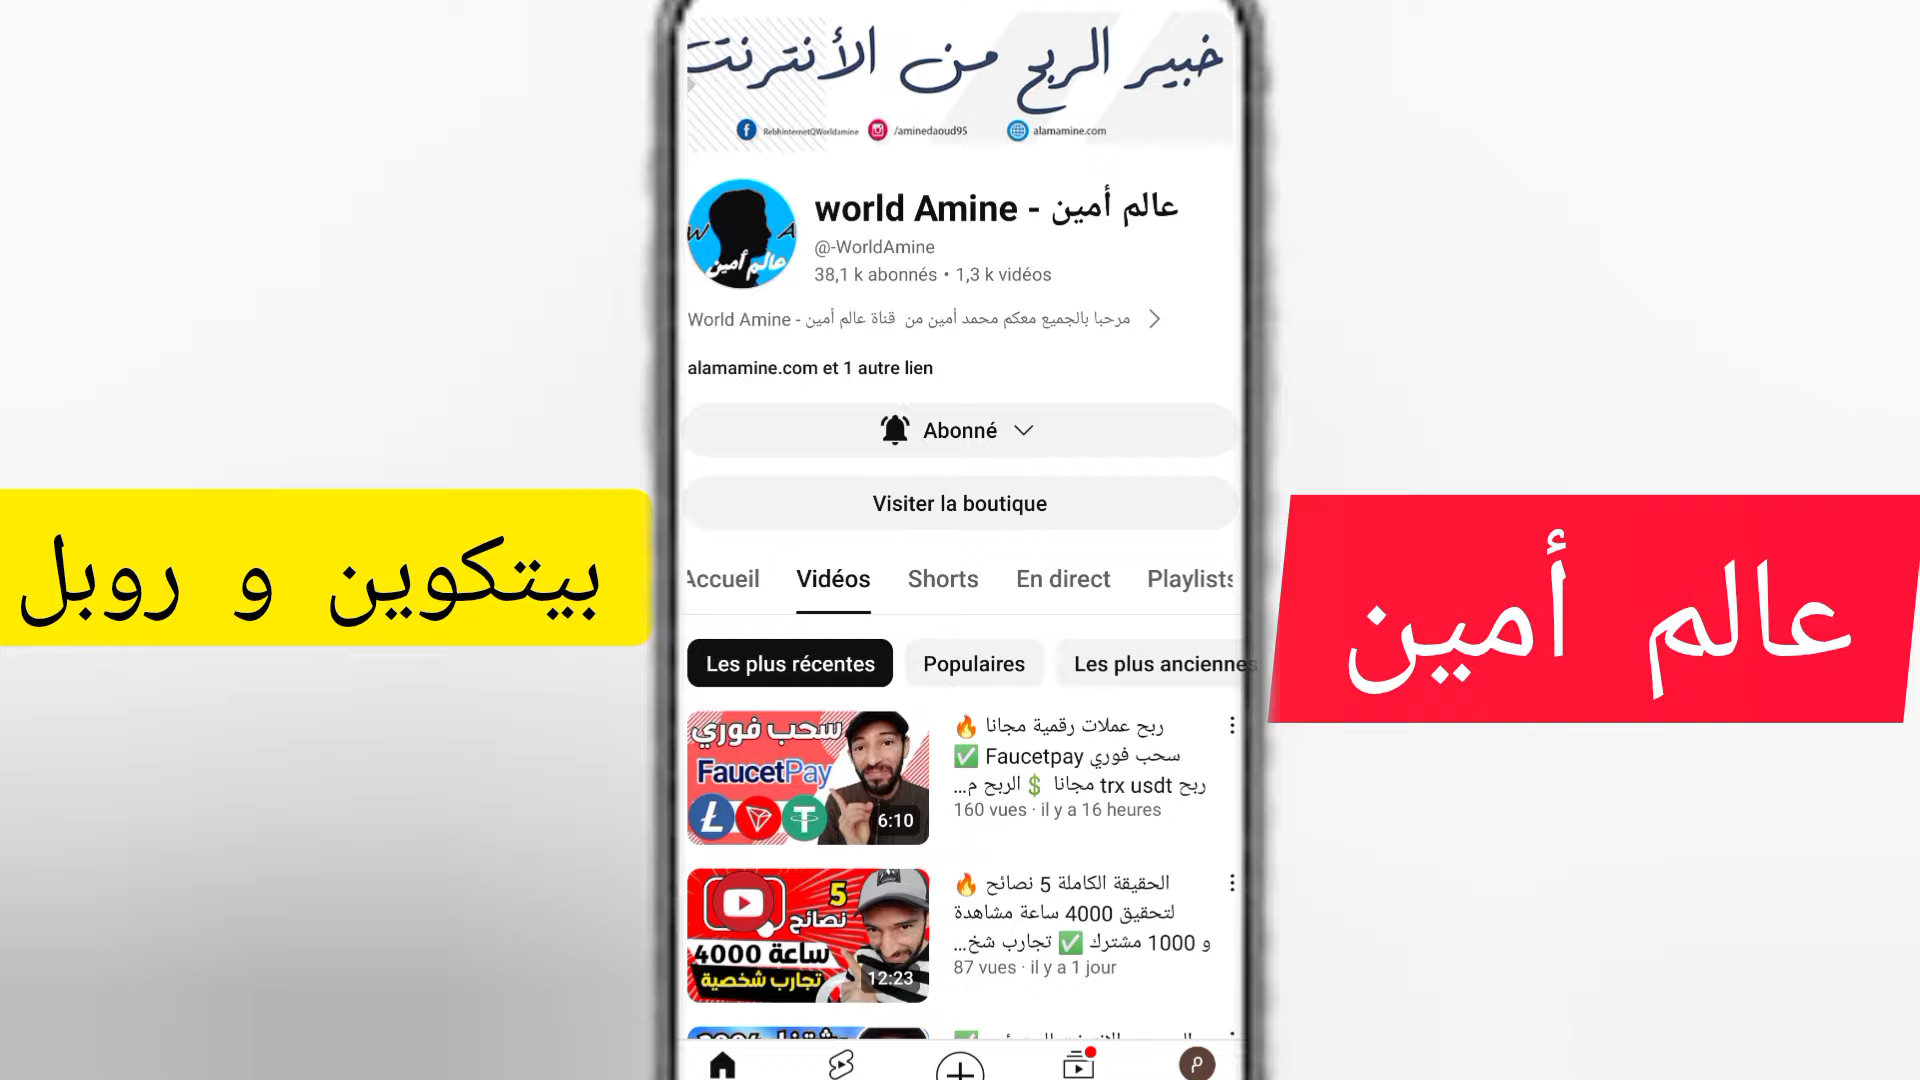 خبير الربح من الأنترنت
RebhinternetQWorldamine /aminedaoud95 alamamine.com
world Amine - عالم أمين
W A
عالم أمين
@-WorldAmine
38,1 k abonnés • 1,3 k vidéos
World Amine - مرحبا بالجميع معكم محمد أمين من قناة عالم أمين
alamamine.com et 1 autre lien
Abonné
Visiter la boutique
بيتكوين و روبل
عالم أمين
Accueil Vidéos Shorts En direct Playlists
Les plus récentes Populaires Les plus anciennes
سحب فوري
FaucetPay
6:10
🔥 ربح عملات رقمية مجانا
✅ Faucetpay سحب فوري
ربح trx usdt مجانا 💲 الربح م...
160 vues · il y a 16 heures
5
نصائح
4000 ساعة
تجارب شخصية
12:23
🔥 الحقيقة الكاملة 5 نصائح
لتحقيق 4000 ساعة مشاهدة
و 1000 مشترك ✅ تجارب شخ...
87 vues · il y a 1 jour